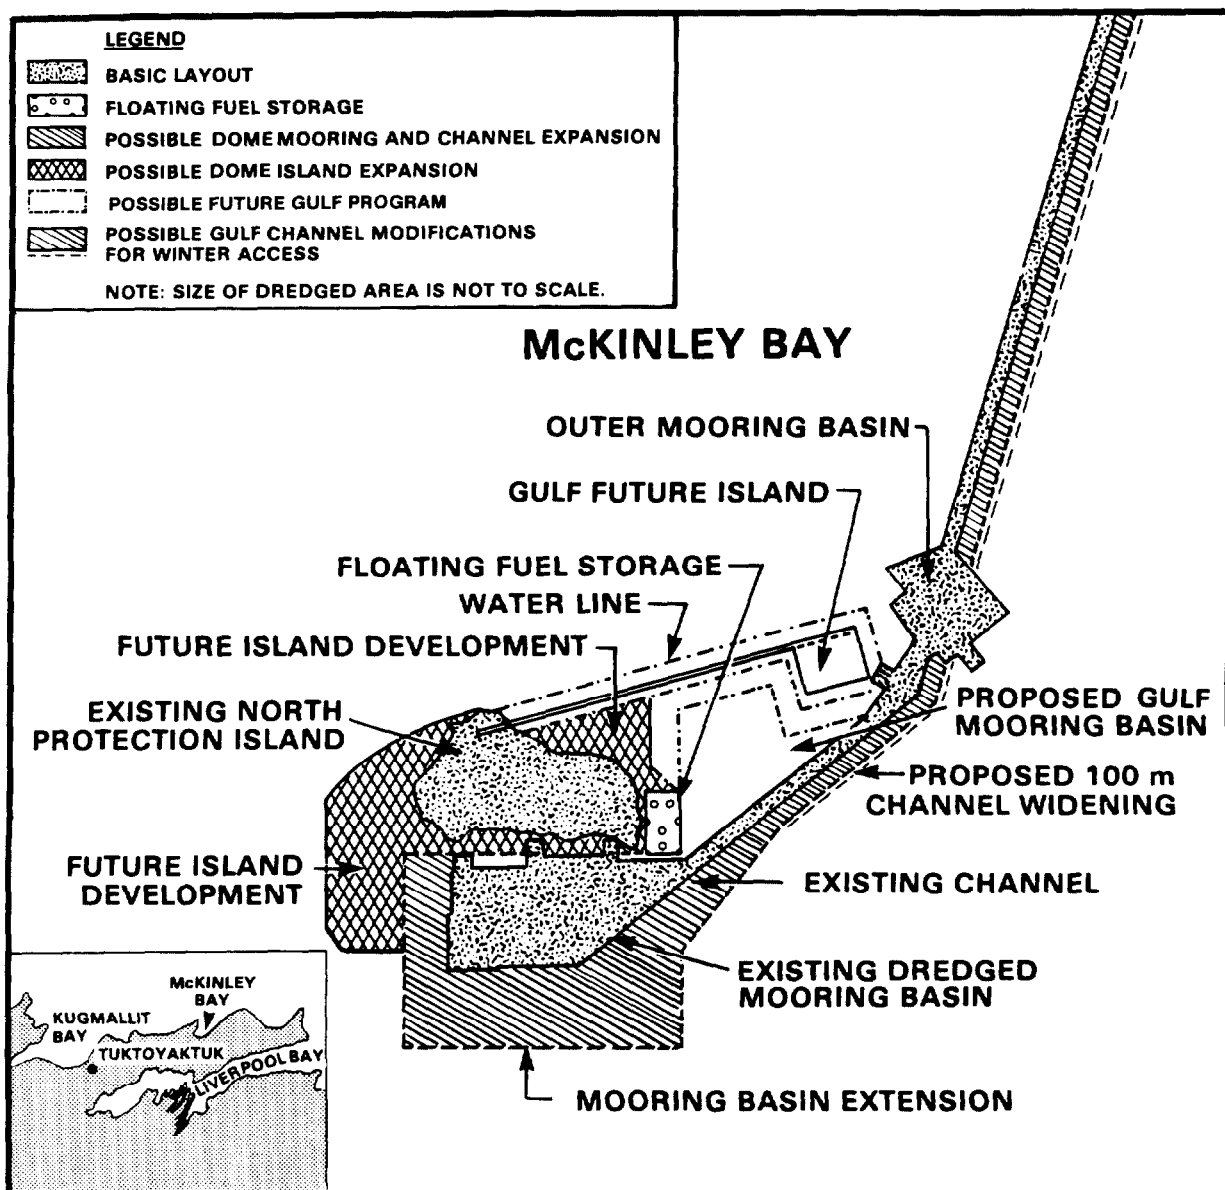 LEGEND
BASIC LAYOUT
FLOATING FUEL STORAGE
POSSIBLE DOME MOORING AND CHANNEL EXPANSION
POSSIBLE DOME ISLAND EXPANSION
POSSIBLE FUTURE GULF PROGRAM
POSSIBLE GULF CHANNEL MODIFICATIONS
FOR WINTER ACCESS
NOTE: SIZE OF DREDGED AREA IS NOT TO SCALE.
McKINLEY BAY
OUTER MOORING BASIN
GULF FUTURE ISLAND
FLOATING FUEL STORAGE
WATER LINE
FUTURE ISLAND DEVELOPMENT
EXISTING NORTH
PROTECTION ISLAND
PROPOSED GULF
MOORING BASIN
PROPOSED 100 m
CHANNEL WIDENING
FUTURE ISLAND
DEVELOPMENT
EXISTING CHANNEL
EXISTING DREDGED
MOORING BASIN
MOORING BASIN EXTENSION
McKINLEY
BAY
KUGMALLIT
BAY
TUKTOYAKTUK
LIVERPOOL BAY